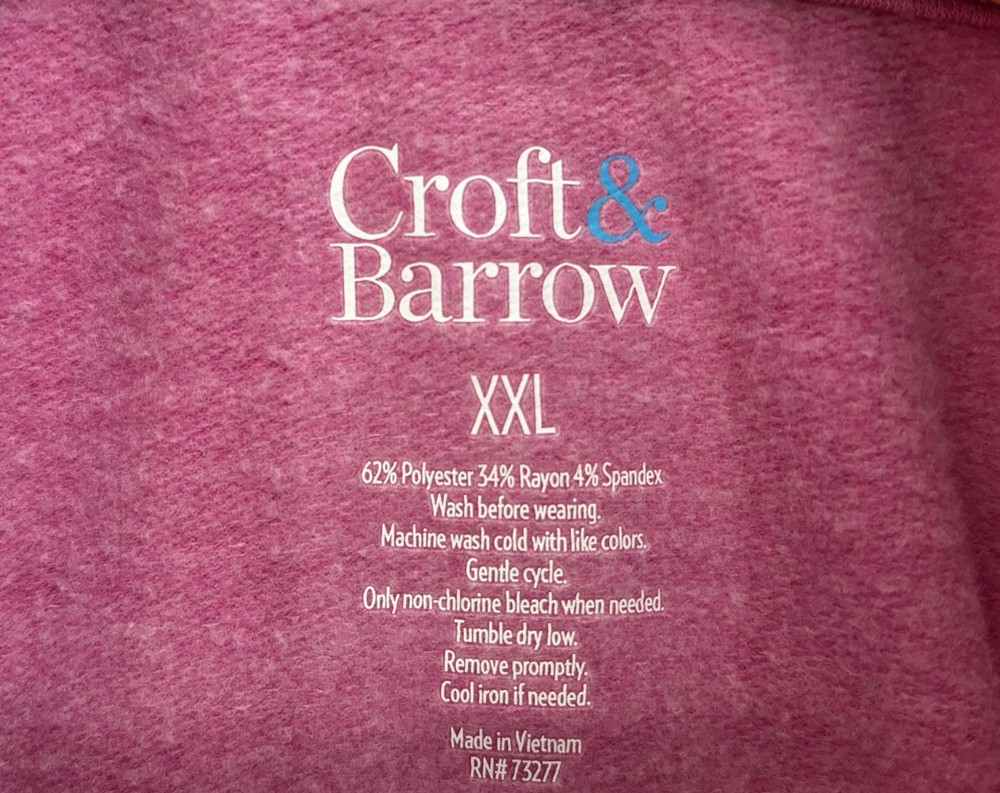 Croft&
Barrow
XXL
62% Polyester 34% Rayon 4% Spandex
Wash before wearing.
Machine wash cold with like colors.
Gentle cycle.
Only non-chlorine bleach when needed.
Tumble dry low.
Remove promptly.
Cool iron if needed.
Made in Vietnam
RN# 73277